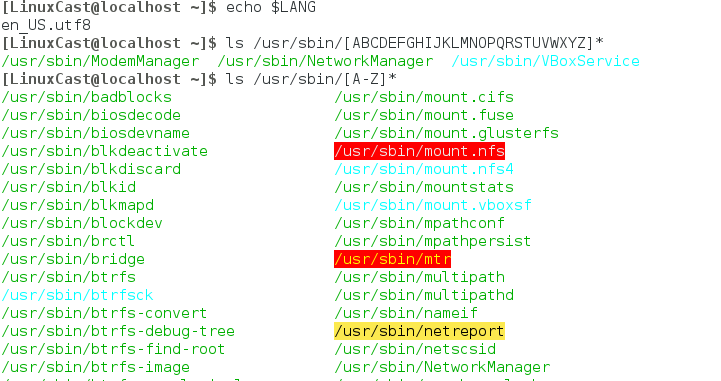 [LinuxCast@localhost ~]$ echo $LANG
en_US.utf8
[LinuxCast@localhost ~]$ ls /usr/sbin/[ABCDEFGHIJKLMNOPQRSTUVWXYZ]*
/usr/sbin/ModemManager  /usr/sbin/NetworkManager  /usr/sbin/VBoxService
[LinuxCast@localhost ~]$ ls /usr/sbin/[A-Z]*
/usr/sbin/badblocks /usr/sbin/mount.cifs
/usr/sbin/biosdecode /usr/sbin/mount.fuse
/usr/sbin/biosdevname /usr/sbin/mount.glusterfs
/usr/sbin/blkdeactivate /usr/sbin/mount.nfs
/usr/sbin/blkdiscard /usr/sbin/mount.nfs4
/usr/sbin/blkid /usr/sbin/mountstats
/usr/sbin/blkmapd /usr/sbin/mount.vboxsf
/usr/sbin/blockdev /usr/sbin/mpathconf
/usr/sbin/brctl /usr/sbin/mpathpersist
/usr/sbin/bridge /usr/sbin/mtr
/usr/sbin/btrfs /usr/sbin/multipath
/usr/sbin/btrfsck /usr/sbin/multipathd
/usr/sbin/btrfs-convert /usr/sbin/nameif
/usr/sbin/btrfs-debug-tree /usr/sbin/netreport
/usr/sbin/btrfs-find-root /usr/sbin/netscsid
/usr/sbin/btrfs-image /usr/sbin/NetworkManager